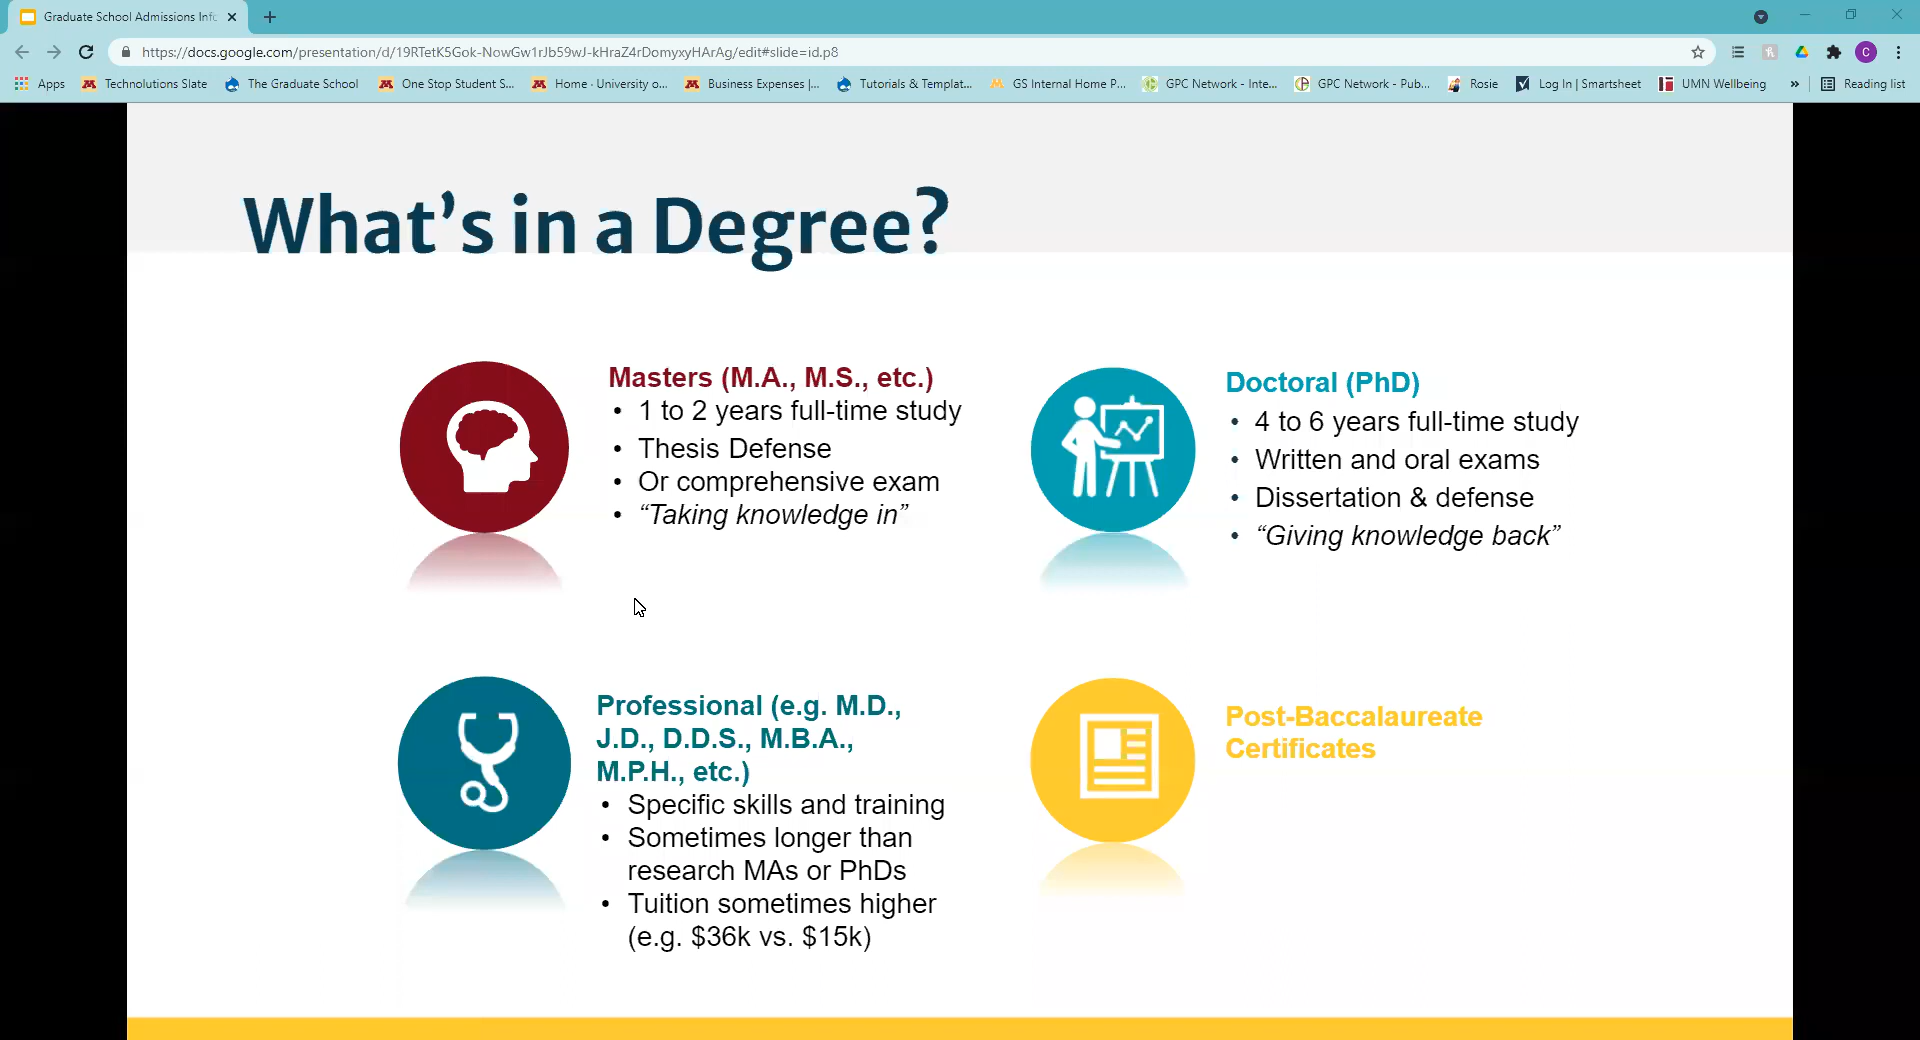 Graduate School Admissions Info
https://docs.google.com/presentation/d/19RTetK5Gok-NowGw1rJb59wJ-kHraZ4rDomyxyHArAg/edit#slide=id.p8
C
Apps Technolutions Slate The Graduate School One Stop Student S... Home · University o... Business Expenses |... Tutorials & Templat... GS Internal Home P... GPC Network - Inte... GPC Network - Pub... Rosie Log In | Smartsheet UMN Wellbeing » Reading list
What's in a Degree?
Masters (M.A., M.S., etc.)
• 1 to 2 years full-time study
• Thesis Defense
• Or comprehensive exam
• “Taking knowledge in”
Doctoral (PhD)
• 4 to 6 years full-time study
• Written and oral exams
• Dissertation & defense
• “Giving knowledge back”
Professional (e.g. M.D.,
J.D., D.D.S., M.B.A.,
M.P.H., etc.)
• Specific skills and training
• Sometimes longer than
research MAs or PhDs
• Tuition sometimes higher
(e.g. $36k vs. $15k)
Post-Baccalaureate
Certificates